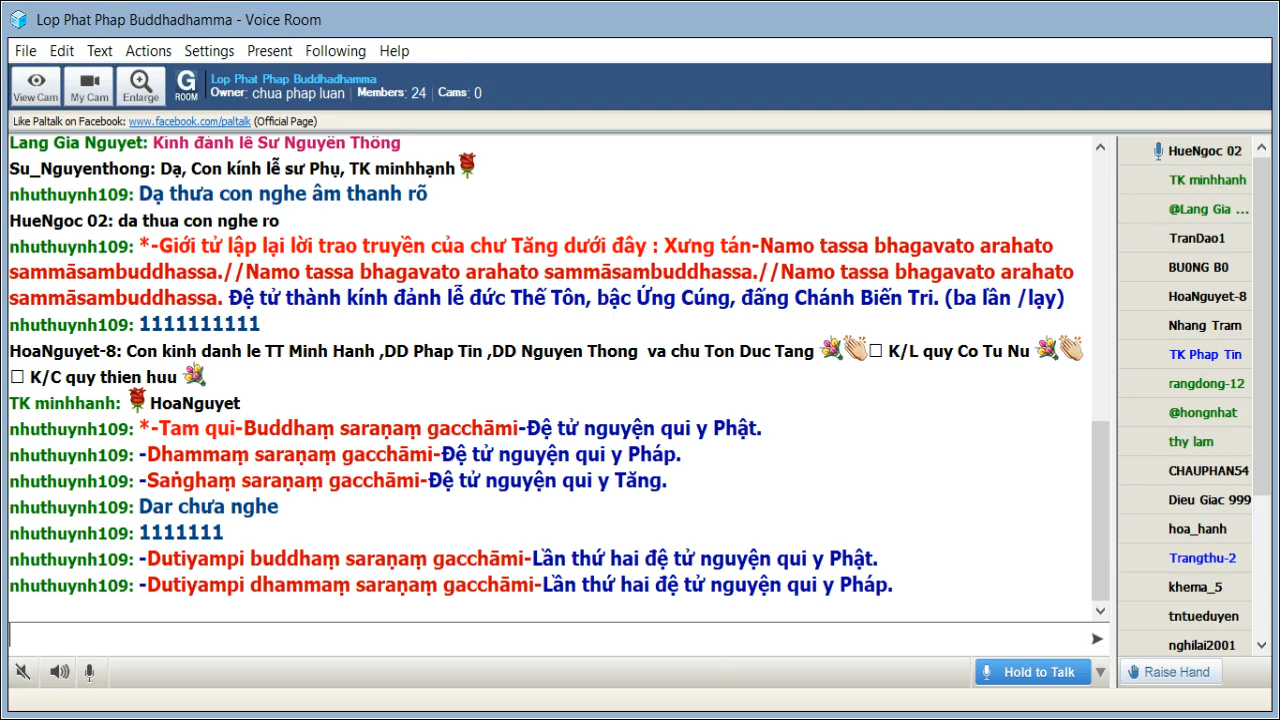 Lop Phat Phap Buddhadhamma - Voice Room
File Edit Text Actions Settings Present Following Help
View Cam My Cam Enlarge G ROOM
Lop Phat Phap Buddhadhamma
Owner: chua phap luan Members: 24 Cams: 0
Like Paltalk on Facebook: www.facebook.com/paltalk (Official Page)
Lang Gia Nguyet: Kính đảnh lễ Sư Nguyên Thông
Su_Nguyenthong: Dạ, Con kính lễ sư Phụ, TK minhhạnh
nhuthuynh109: Dạ thưa con nghe âm thanh rõ
HueNgoc 02: da thua con nghe ro
nhuthuynh109: *-Giới tử lập lại lời trao truyền của chư Tăng dưới đây : Xưng tán-Namo tassa bhagavato arahato
sammāsambuddhassa.//Namo tassa bhagavato arahato sammāsambuddhassa.//Namo tassa bhagavato arahato
sammāsambuddhassa. Đệ tử thành kính đảnh lễ đức Thế Tôn, bậc Ứng Cúng, đấng Chánh Biến Tri. (ba lần /lạy)
nhuthuynh109: 1111111111
HoaNguyet-8: Con kinh danh le TT Minh Hanh ,DD Phap Tin ,DD Nguyen Thong va chu Ton Duc Tang K/L quy Co Tu Nu
K/C quy thien huu
TK minhhanh: HoaNguyet
nhuthuynh109: *-Tam qui-Buddhaṃ saraṇaṃ gacchāmi-Đệ tử nguyện qui y Phật.
nhuthuynh109: -Dhammaṃ saraṇaṃ gacchāmi-Đệ tử nguyện qui y Pháp.
nhuthuynh109: -Saṅghaṃ saraṇaṃ gacchāmi-Đệ tử nguyện qui y Tăng.
nhuthuynh109: Dar chưa nghe
nhuthuynh109: 1111111
nhuthuynh109: -Dutiyampi buddhaṃ saraṇaṃ gacchāmi-Lần thứ hai đệ tử nguyện qui y Phật.
nhuthuynh109: -Dutiyampi dhammaṃ saraṇaṃ gacchāmi-Lần thứ hai đệ tử nguyện qui y Pháp.
HueNgoc 02
TK minhhanh
@Lang Gia ...
TranDao1
BU0NG B0
HoaNguyet-8
Nhang Tram
TK Phap Tin
rangdong-12
@hongnhat
thy lam
CHAUPHAN54
Dieu Giac 999
hoa_hanh
Trangthu-2
khema_5
tntueduyen
nghilai2001
Hold to Talk
Raise Hand